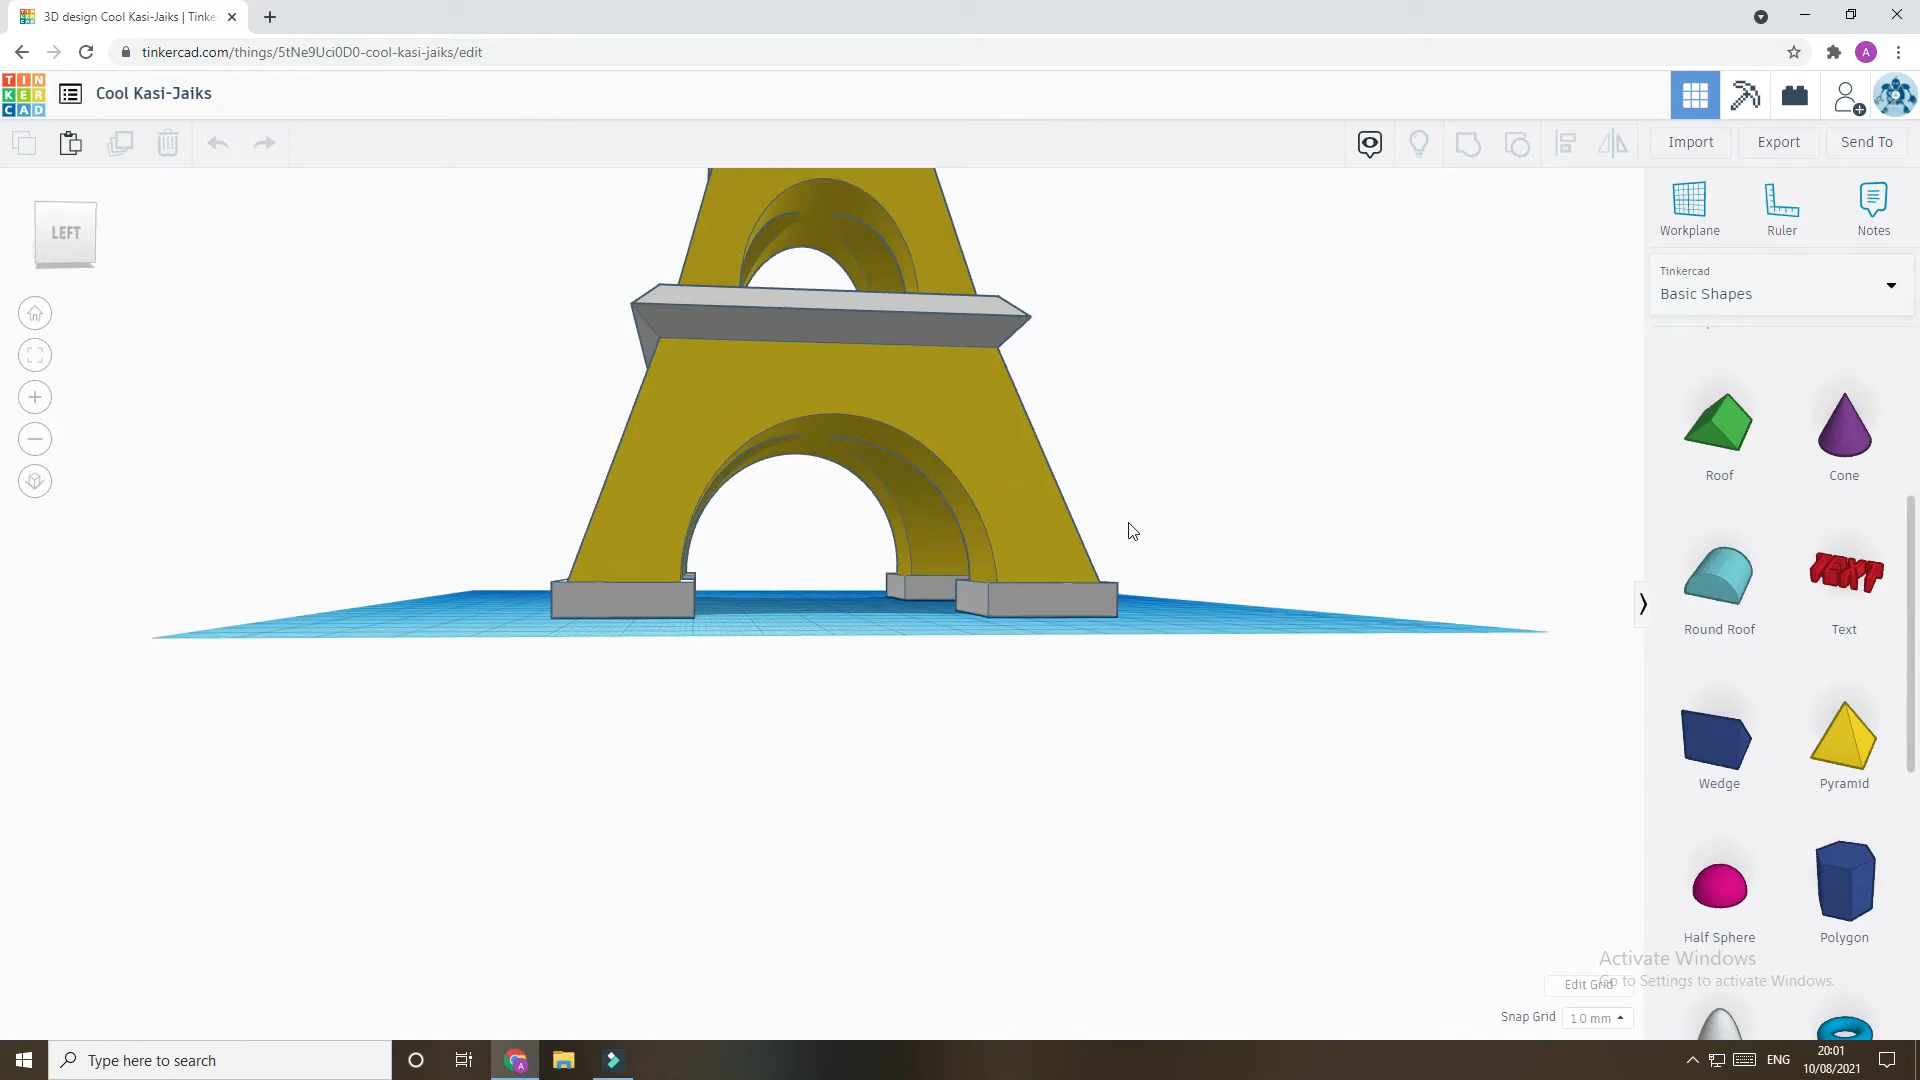 3D design Cool Kasi-Jaiks | Tinke
tinkercad.com/things/5tNe9Uci0D0-cool-kasi-jaiks/edit
TIN
KER
CAD
Cool Kasi-Jaiks
Import
Export
Send To
LEFT
Workplane
Ruler
Notes
Tinkercad
Basic Shapes
Roof
Cone
TEXT
Round Roof
Text
Wedge
Pyramid
Half Sphere
Polygon
Activate Windows
Go to Settings to activate Windows.
Edit Grid
Snap Grid
1.0 mm
Type here to search
A
A
ENG
20:01
10/08/2021